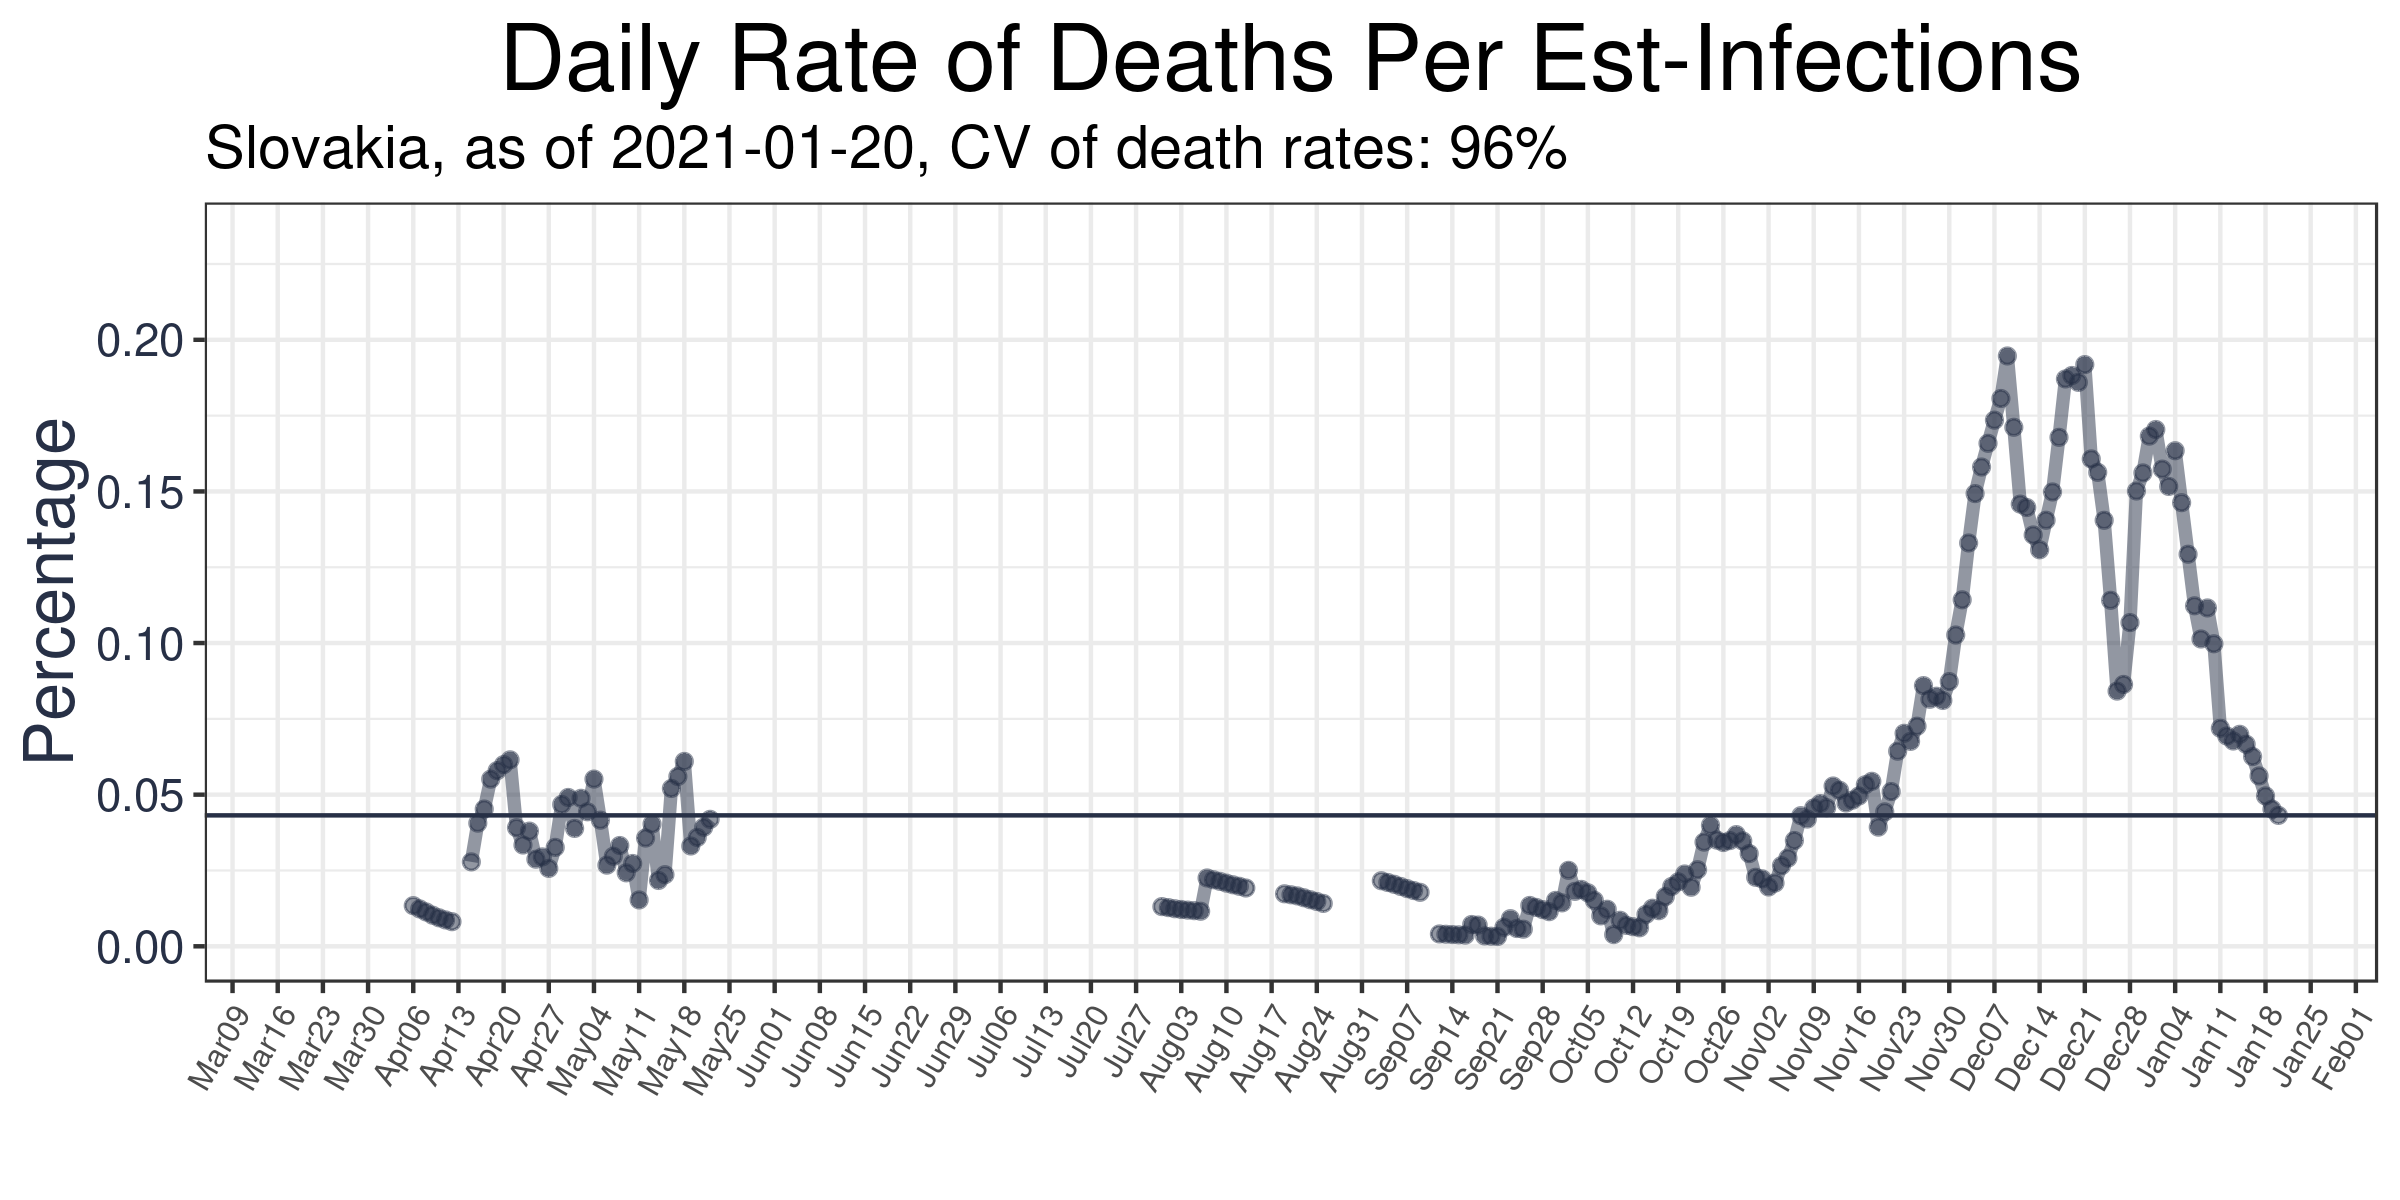 Daily Rate of Deaths Per Est-Infections
Slovakia, as of 2021-01-20, CV of death rates: 96%
Percentage
0.20
0.15
0.10
0.05
0.00
Mar09
Mar16
Mar23
Mar30
Apr06
Apr13
Apr20
Apr27
May04
May11
May18
May25
Jun01
Jun08
Jun15
Jun22
Jun29
Jul06
Jul13
Jul20
Jul27
Aug03
Aug10
Aug17
Aug24
Aug31
Sep07
Sep14
Sep21
Sep28
Oct05
Oct12
Oct19
Oct26
Nov02
Nov09
Nov16
Nov23
Nov30
Dec07
Dec14
Dec21
Dec28
Jan04
Jan11
Jan18
Jan25
Feb01